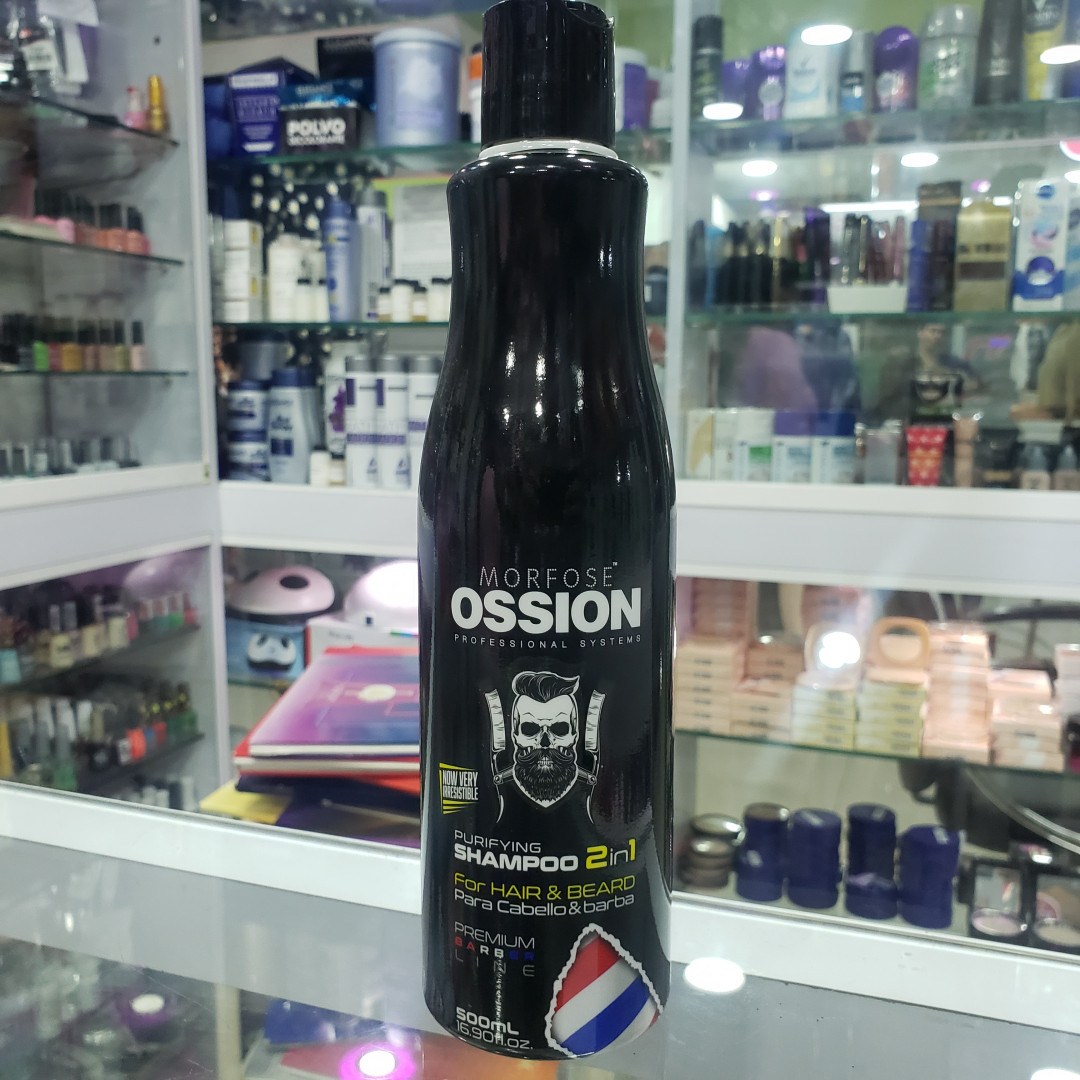 POLVO
MORFOSE™
OSSION
PROFESSIONAL SYSTEMS
NOW VERY
IRRESISTIBLE
PURIFYING
SHAMPOO 2in1
For HAIR & BEARD
Para Cabello & barba
PREMIUM
BARBER
LINE
500mL
16.90fl.oz.